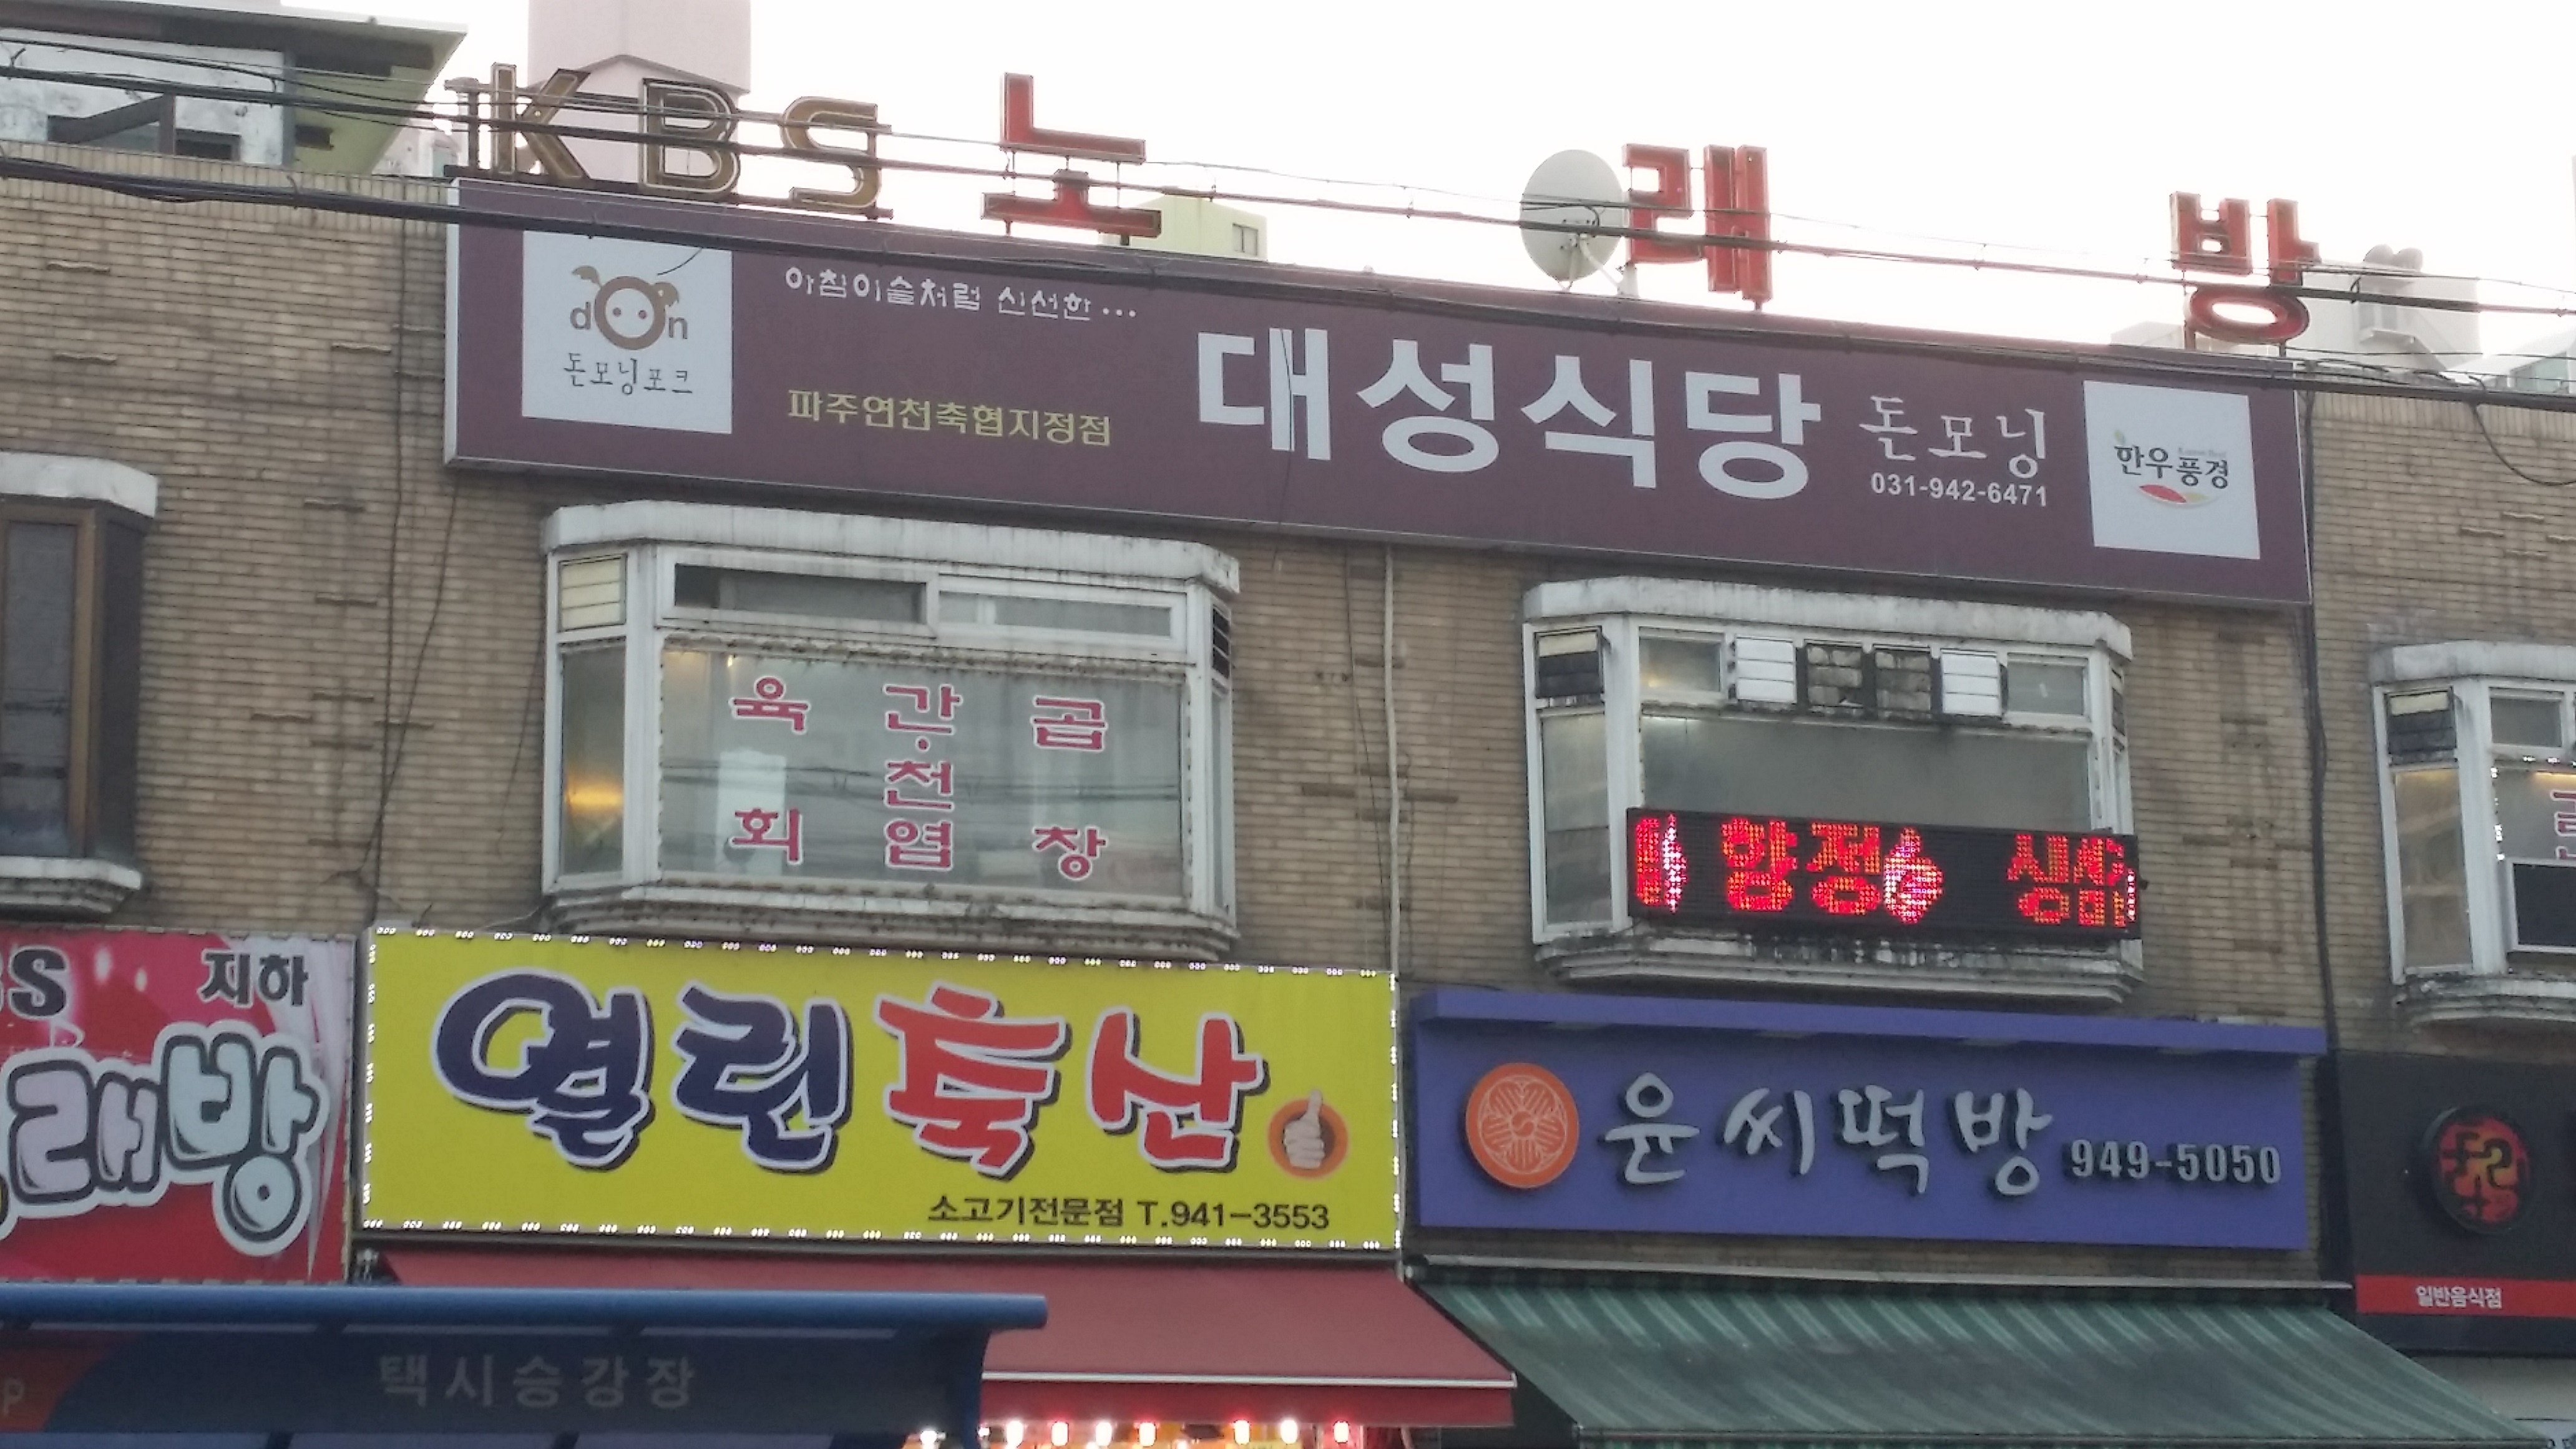 KBS 노래방
don
돈모닝포크
아침이슬처럼 신선한...
파주연천축협지정점
대성식당
돈모닝
031-942-6471
한우풍경
육회
간·천엽
곱창
항정
지하
래방
열린축산
소고기전문점 T.941-3553
윤씨떡방 949-5050
일반음식점
택시승강장